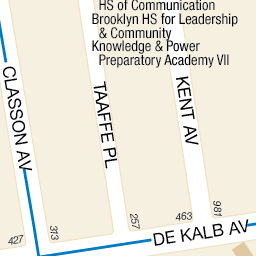 HS of Communication
Brooklyn HS for Leadership
& Community
Knowledge & Power
Preparatory Academy VII
CLASSON AV
TAAFFE PL
KENT AV
427
313
257
463
981
DE KALB AV